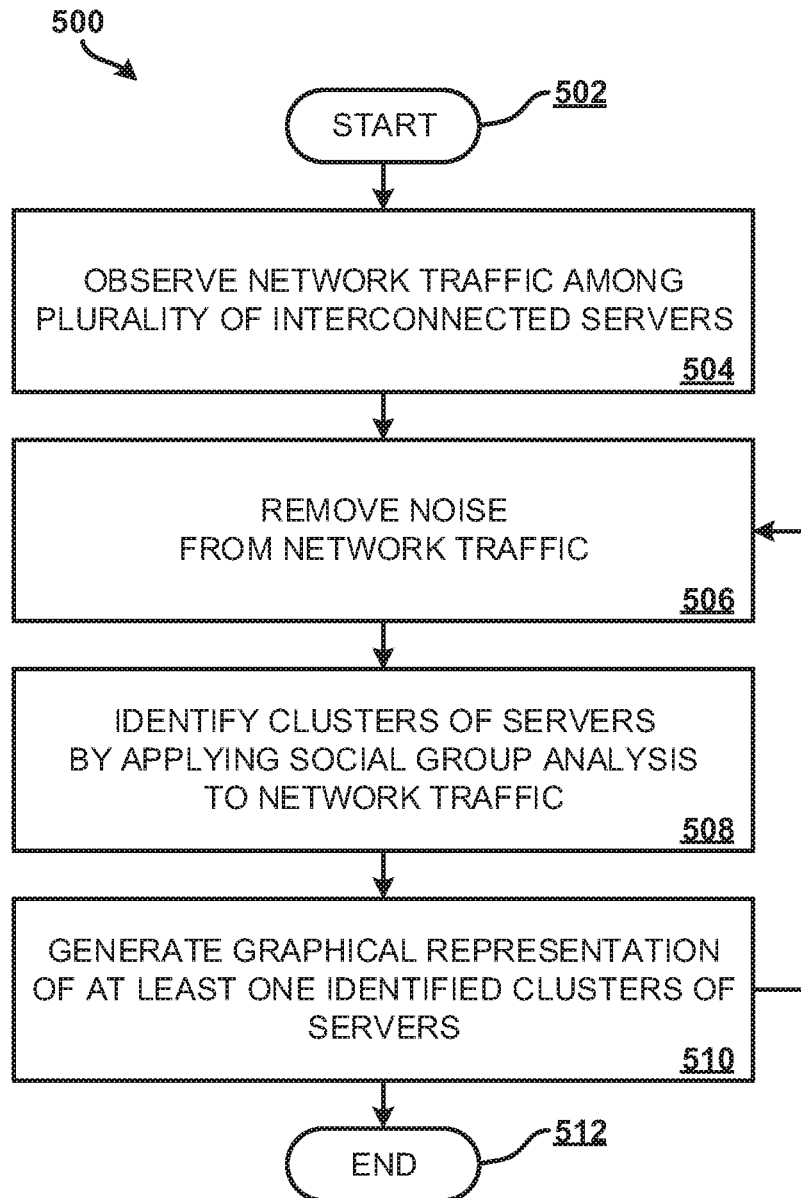 500
START
502
OBSERVE NETWORK TRAFFIC AMONG
PLURALITY OF INTERCONNECTED SERVERS
504
REMOVE NOISE
FROM NETWORK TRAFFIC
506
IDENTIFY CLUSTERS OF SERVERS
BY APPLYING SOCIAL GROUP ANALYSIS
TO NETWORK TRAFFIC
508
GENERATE GRAPHICAL REPRESENTATION
OF AT LEAST ONE IDENTIFIED CLUSTERS OF
SERVERS
510
END
512